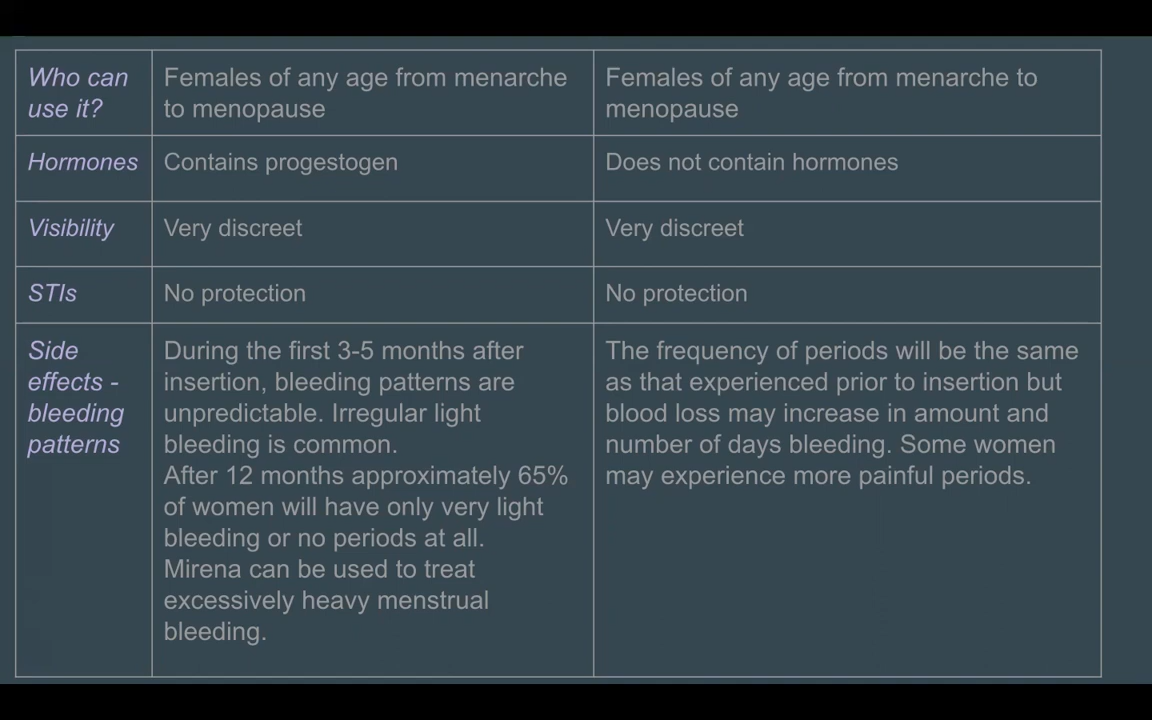 Who can
use it?
Females of any age from menarche
to menopause
Females of any age from menarche to
menopause
Hormones
Contains progestogen
Does not contain hormones
Visibility
Very discreet
Very discreet
STIs
No protection
No protection
Side
effects -
bleeding
patterns
During the first 3-5 months after
insertion, bleeding patterns are
unpredictable. Irregular light
bleeding is common.
After 12 months approximately 65%
of women will have only very light
bleeding or no periods at all.
Mirena can be used to treat
excessively heavy menstrual
bleeding.
The frequency of periods will be the same
as that experienced prior to insertion but
blood loss may increase in amount and
number of days bleeding. Some women
may experience more painful periods.